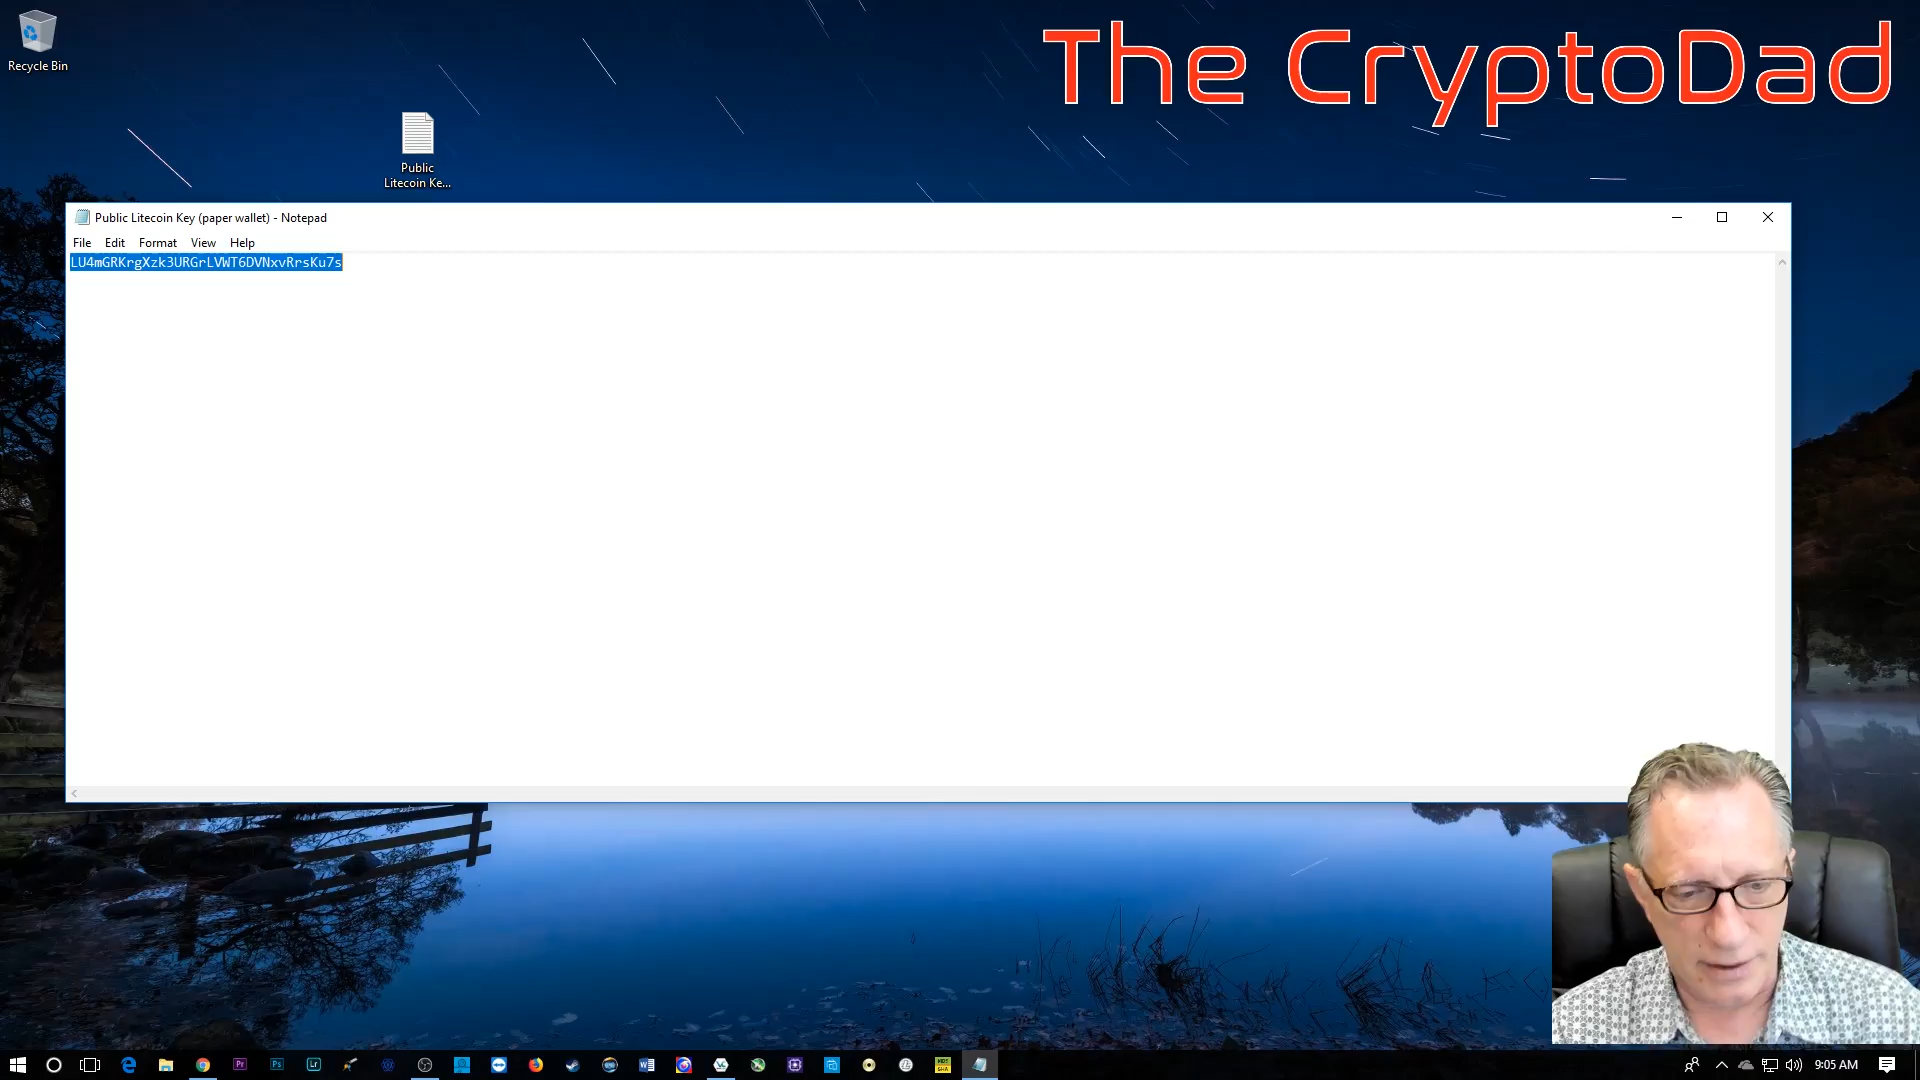 The CryptoDad
Recycle Bin
Public
Litecoin Ke...
Public Litecoin Key (paper wallet) - Notepad
File Edit Format View Help
LU4mGRKrgXzk3URGrLVWT6DVNxvRrsKu7s
9:05 AM